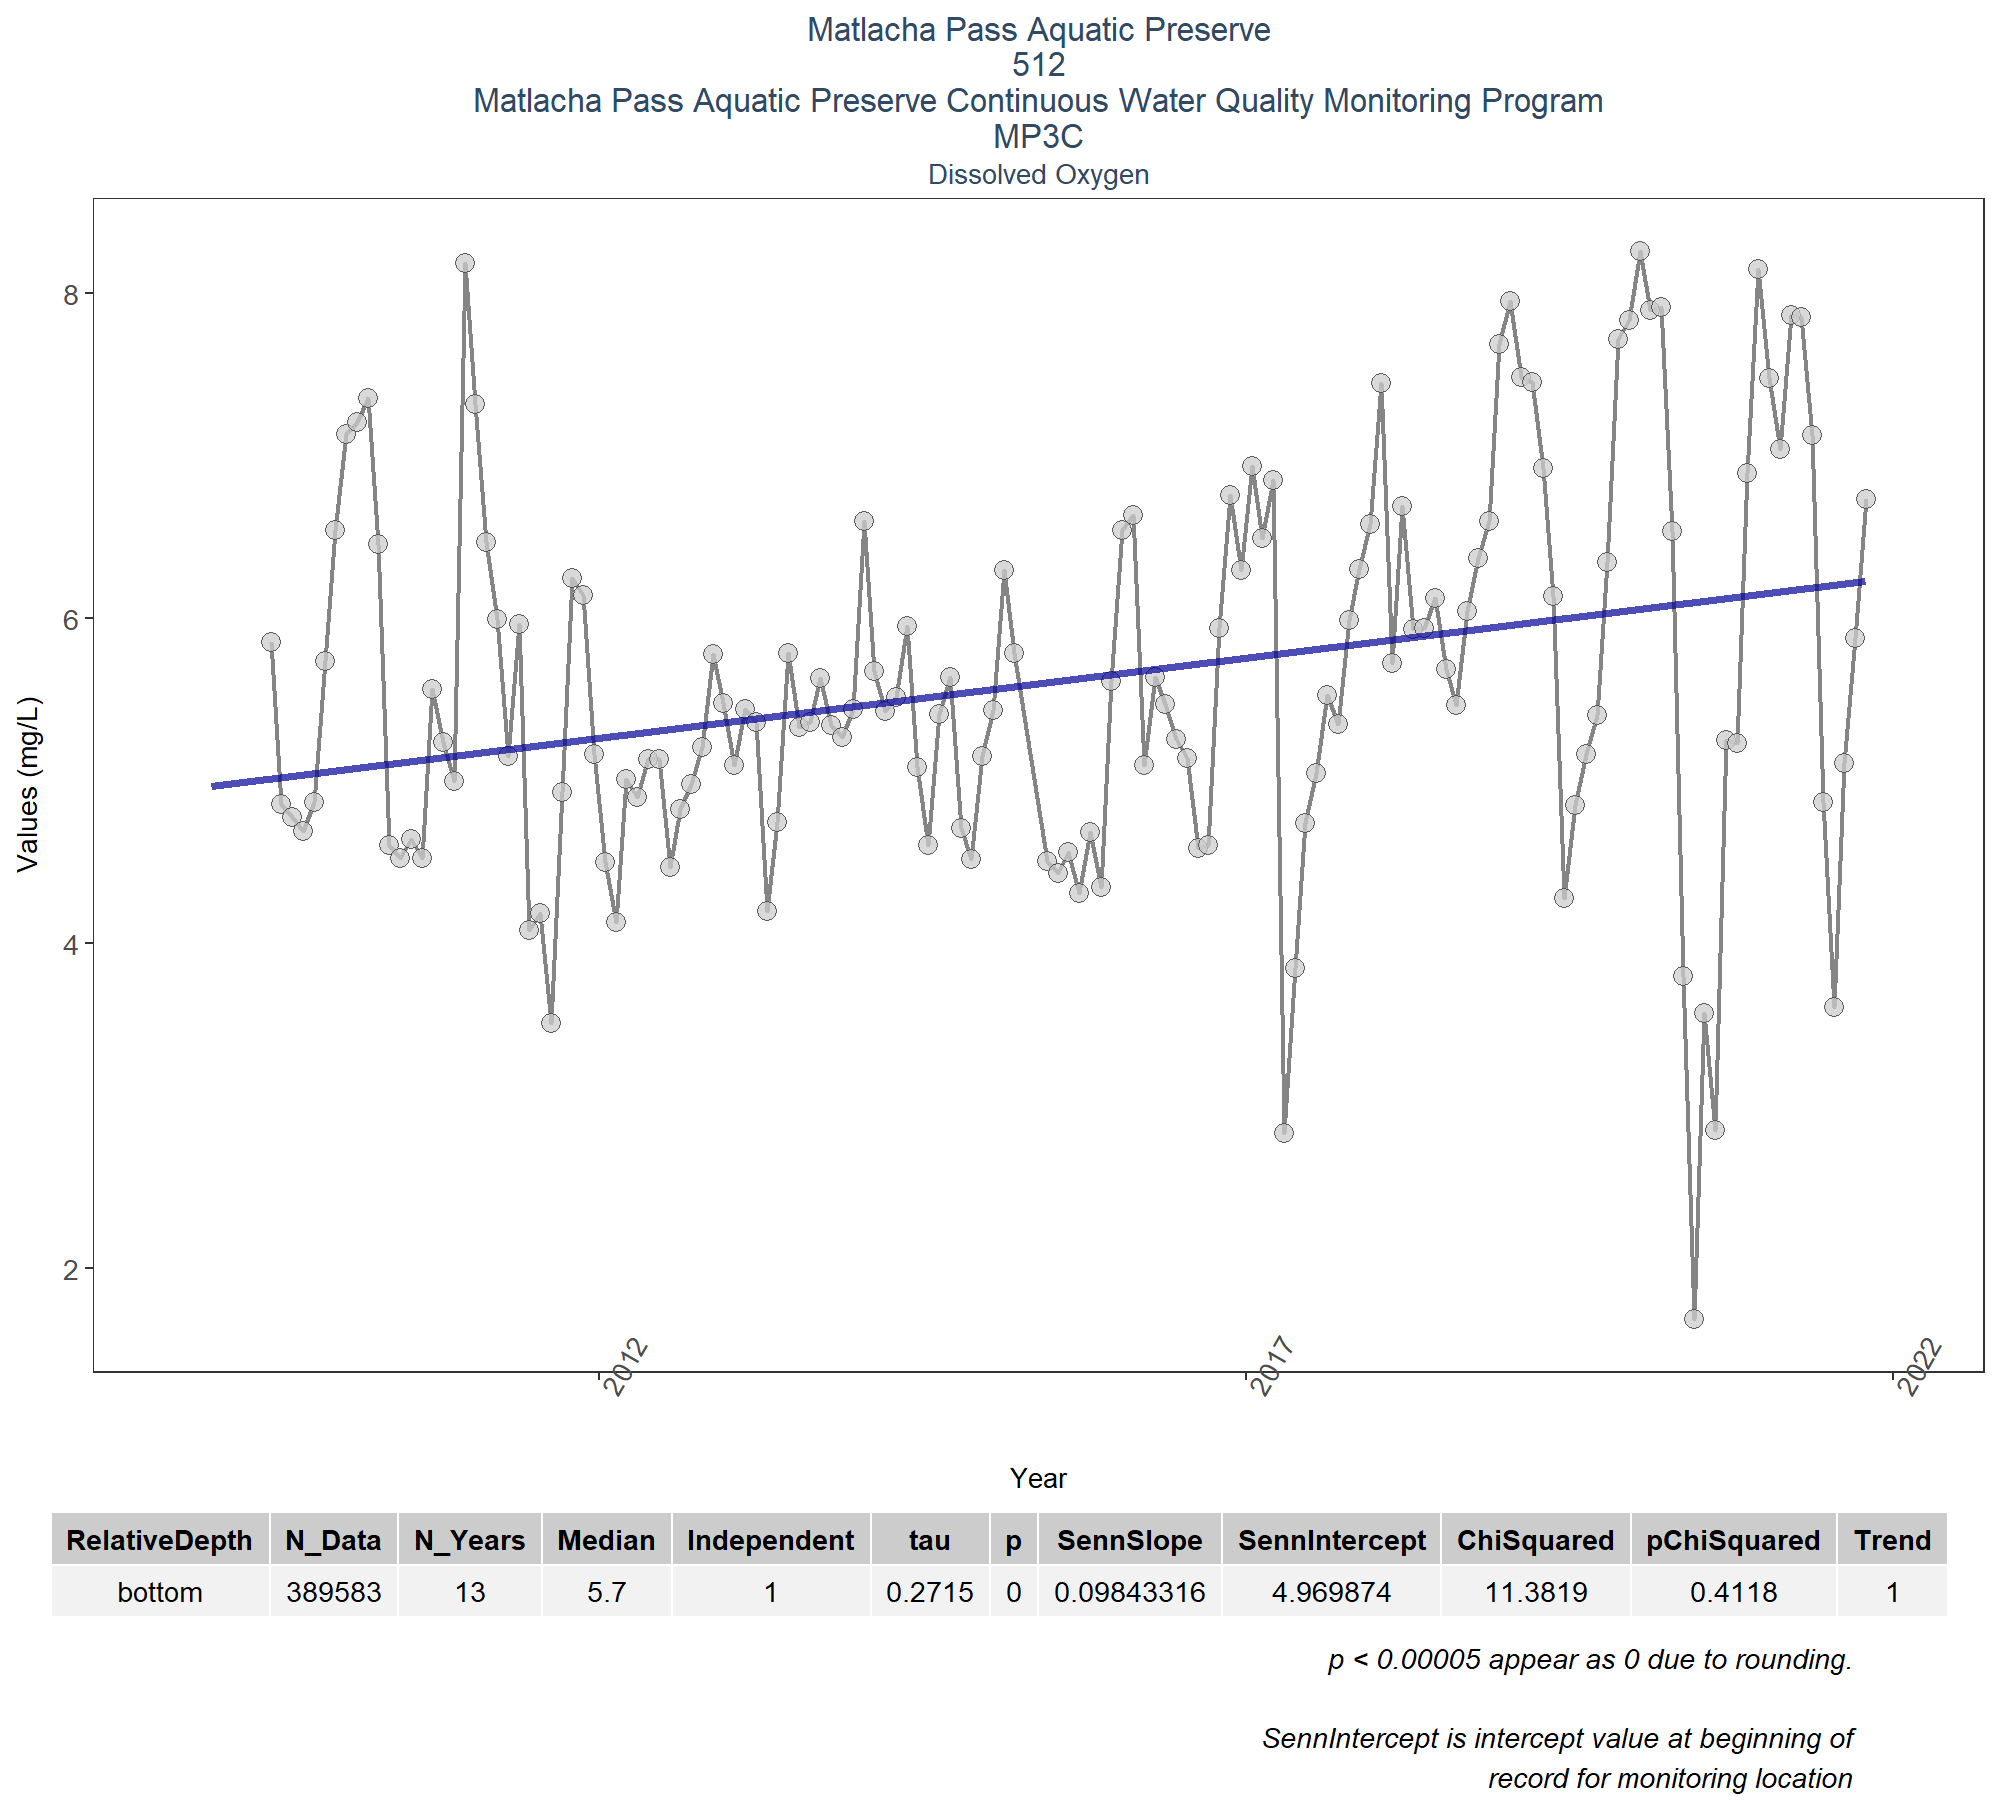 Matlacha Pass Aquatic Preserve
512
Matlacha Pass Aquatic Preserve Continuous Water Quality Monitoring Program
MP3C
Dissolved Oxygen
8
6
4
2
Values (mg/L)
2012
2017
2022
Year
RelativeDepth N_Data N_Years Median Independent tau p SennSlope SennIntercept ChiSquared pChiSquared Trend
bottom 389583 13 5.7 1 0.2715 0 0.09843316 4.969874 11.3819 0.4118 1
p < 0.00005 appear as 0 due to rounding.
SennIntercept is intercept value at beginning of
record for monitoring location